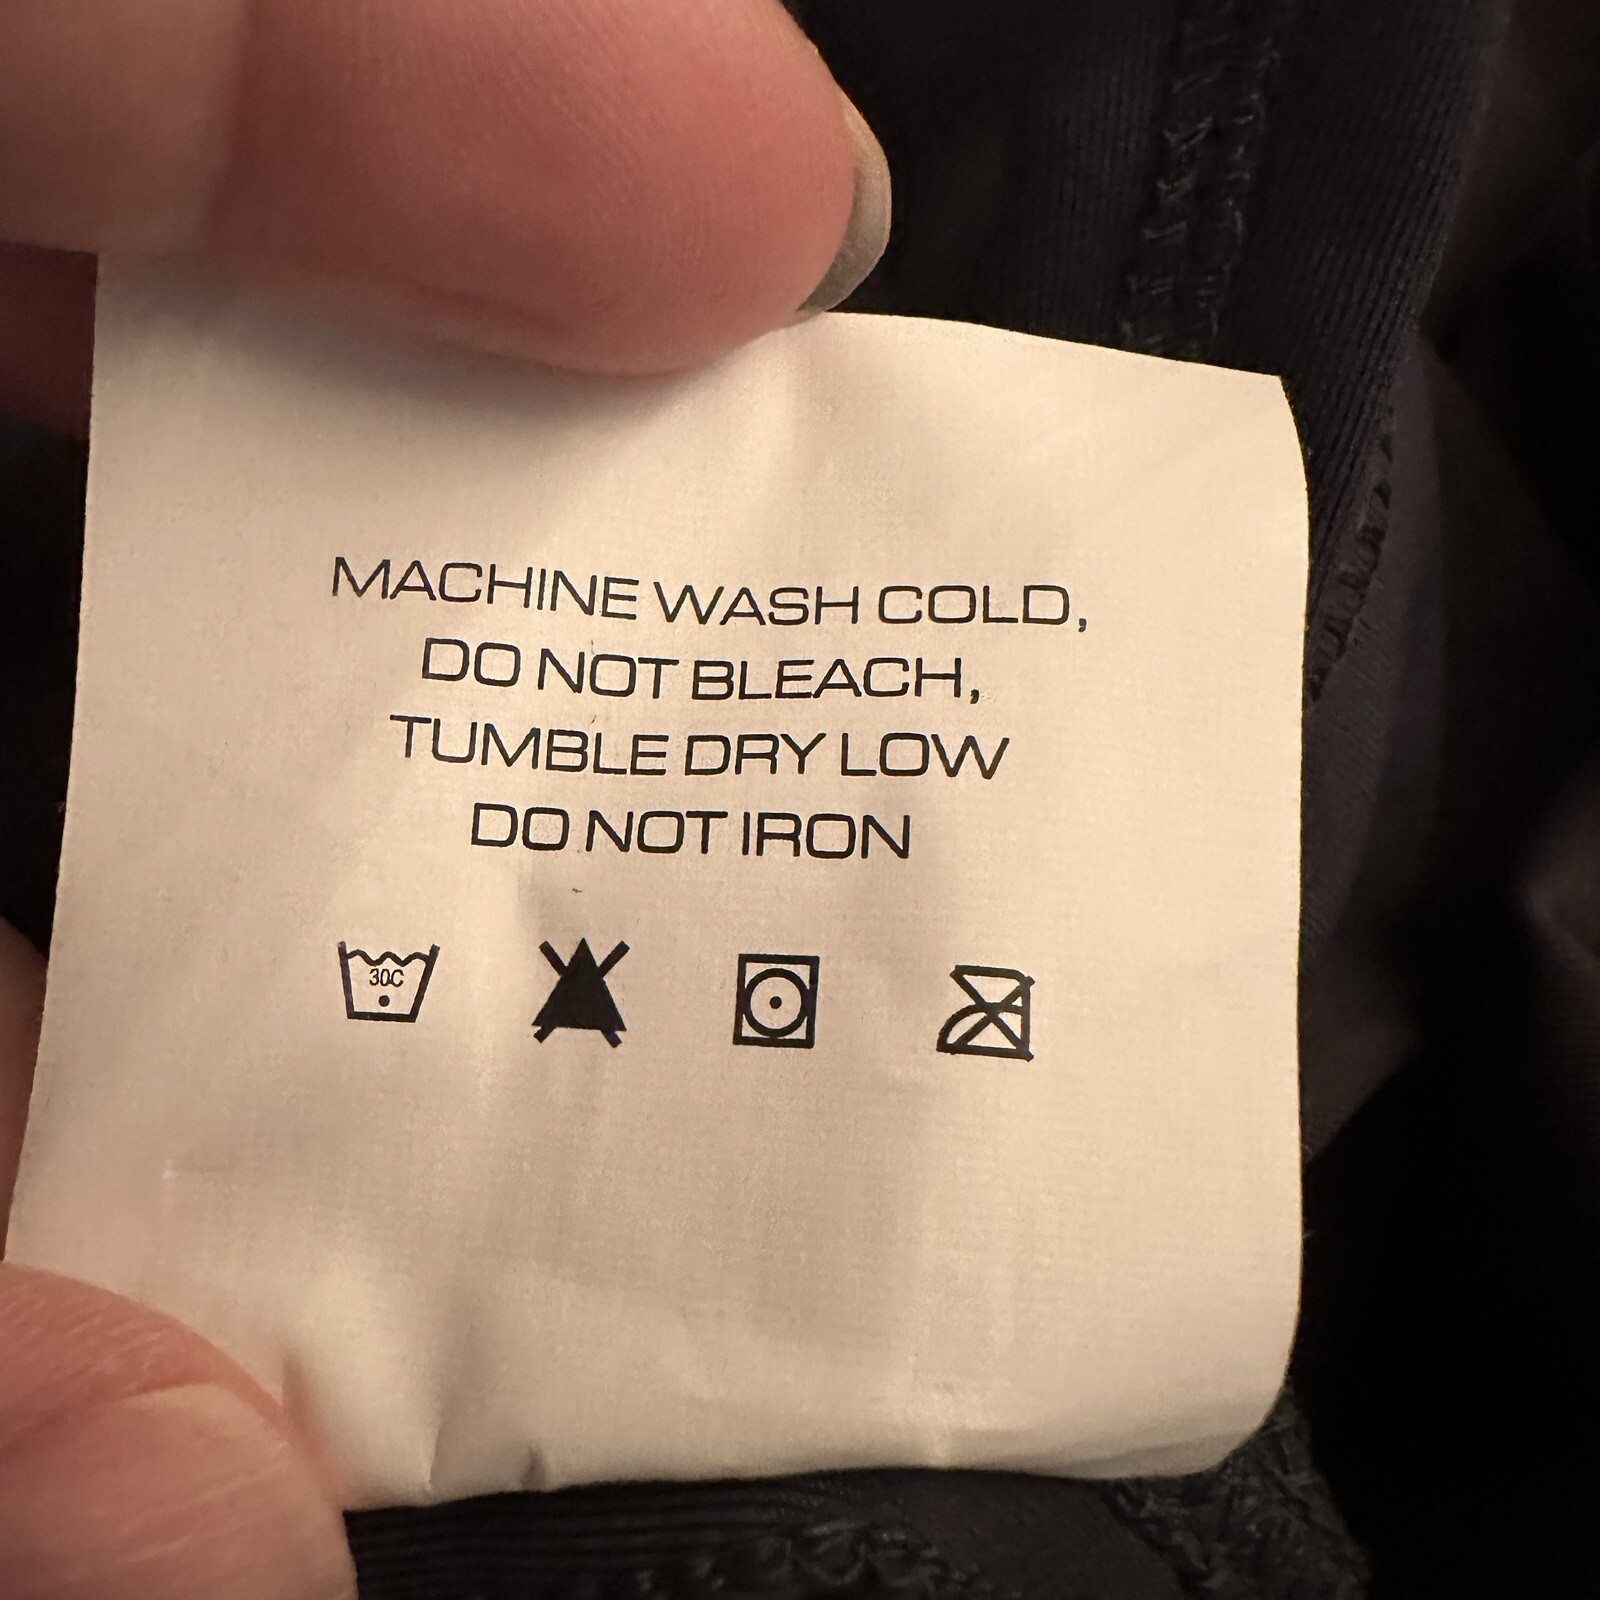 MACHINE WASH COLD,
DO NOT BLEACH,
TUMBLE DRY LOW
DO NOT IRON
30C